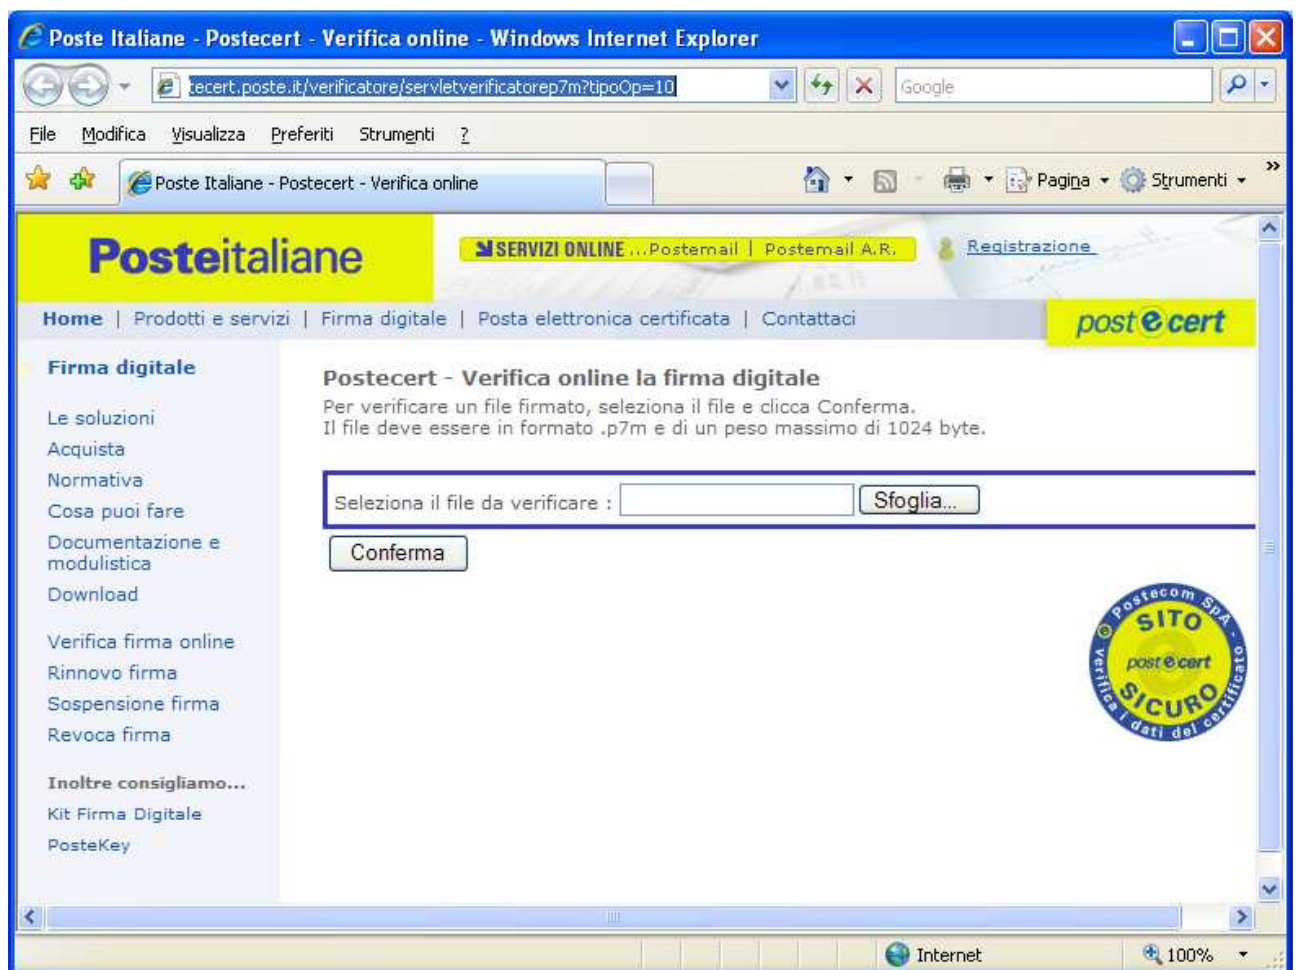 Poste Italiane - Postecert - Verifica online - Windows Internet Explorer
tecert.poste.it/verificatore/servletverificatorep7m?tipoOp=10
Google
File Modifica Visualizza Preferiti Strumenti ?
Poste Italiane - Postecert - Verifica online
Pagina Strumenti »
Posteitaliane
SERVIZI ONLINE ...Postemail | Postemail A.R.
Registrazione
Home | Prodotti e servizi | Firma digitale | Posta elettronica certificata | Contattaci
postecert
Firma digitale
Le soluzioni
Acquista
Normativa
Cosa puoi fare
Documentazione e
modulistica
Download
Verifica firma online
Rinnovo firma
Sospensione firma
Revoca firma
Inoltre consigliamo...
Kit Firma Digitale
PosteKey
Postecert - Verifica online la firma digitale
Per verificare un file firmato, seleziona il file e clicca Conferma.
Il file deve essere in formato .p7m e di un peso massimo di 1024 byte.
Seleziona il file da verificare : Sfoglia...
Conferma
Postecom SpA -
SITO
postecert
SICURO
verifica i dati del certificato
Internet
100%